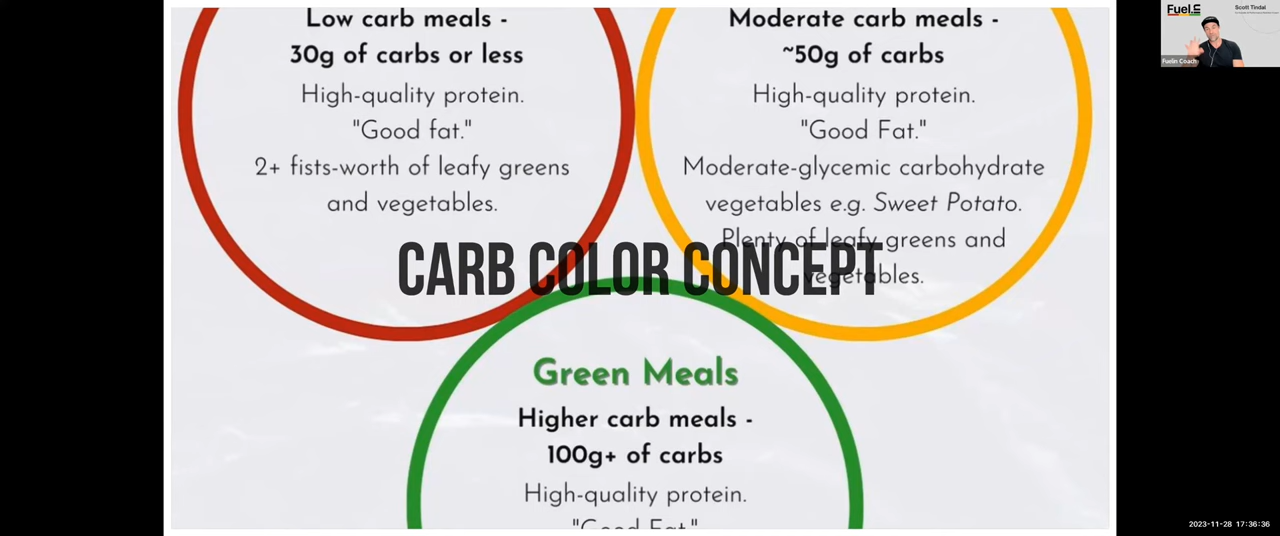 Low carb meals -
30g of carbs or less
High-quality protein.
"Good fat."
2+ fists-worth of leafy greens
and vegetables.
Moderate carb meals -
~50g of carbs
High-quality protein.
"Good Fat."
Moderate-glycemic carbohydrate
vegetables e.g. Sweet Potato.
Plenty of leafy greens and
vegetables.
CARB COLOR CONCEPT
Green Meals
Higher carb meals -
100g+ of carbs
High-quality protein.
"Good Fat."
Fuelin
Scott Tindal
Fuelin Coach
2023-11-28 17:36:36